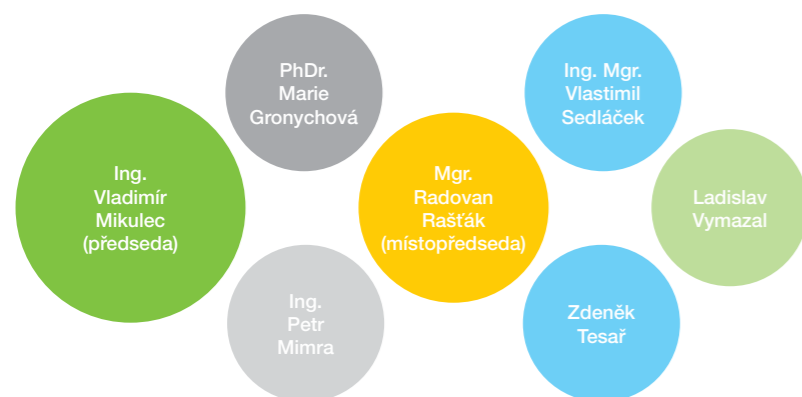 Ing.
Vladimír
Mikulec
(předseda)
PhDr.
Marie
Gronychová
Ing.
Petr
Mimra
Mgr.
Radovan
Rašťák
(místopředseda)
Ing. Mgr.
Vlastimil
Sedláček
Zdeněk
Tesař
Ladislav
Vymazal